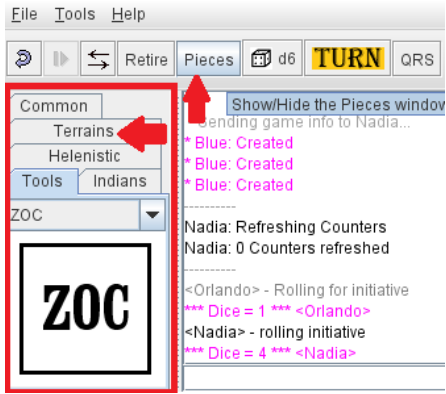 File Tools Help
Retire Pieces d6 TURN QRS
Show/Hide the Pieces window
Common
Terrains
Helenistic
Tools Indians
ZOC
ZOC
Sending game info to Nadia...
* Blue: Created
* Blue: Created
* Blue: Created
----------
Nadia: Refreshing Counters
Nadia: 0 Counters refreshed
----------
<Orlando> - Rolling for initiative
*** Dice = 1 *** <Orlando>
<Nadia> - rolling initiative
*** Dice = 4 *** <Nadia>